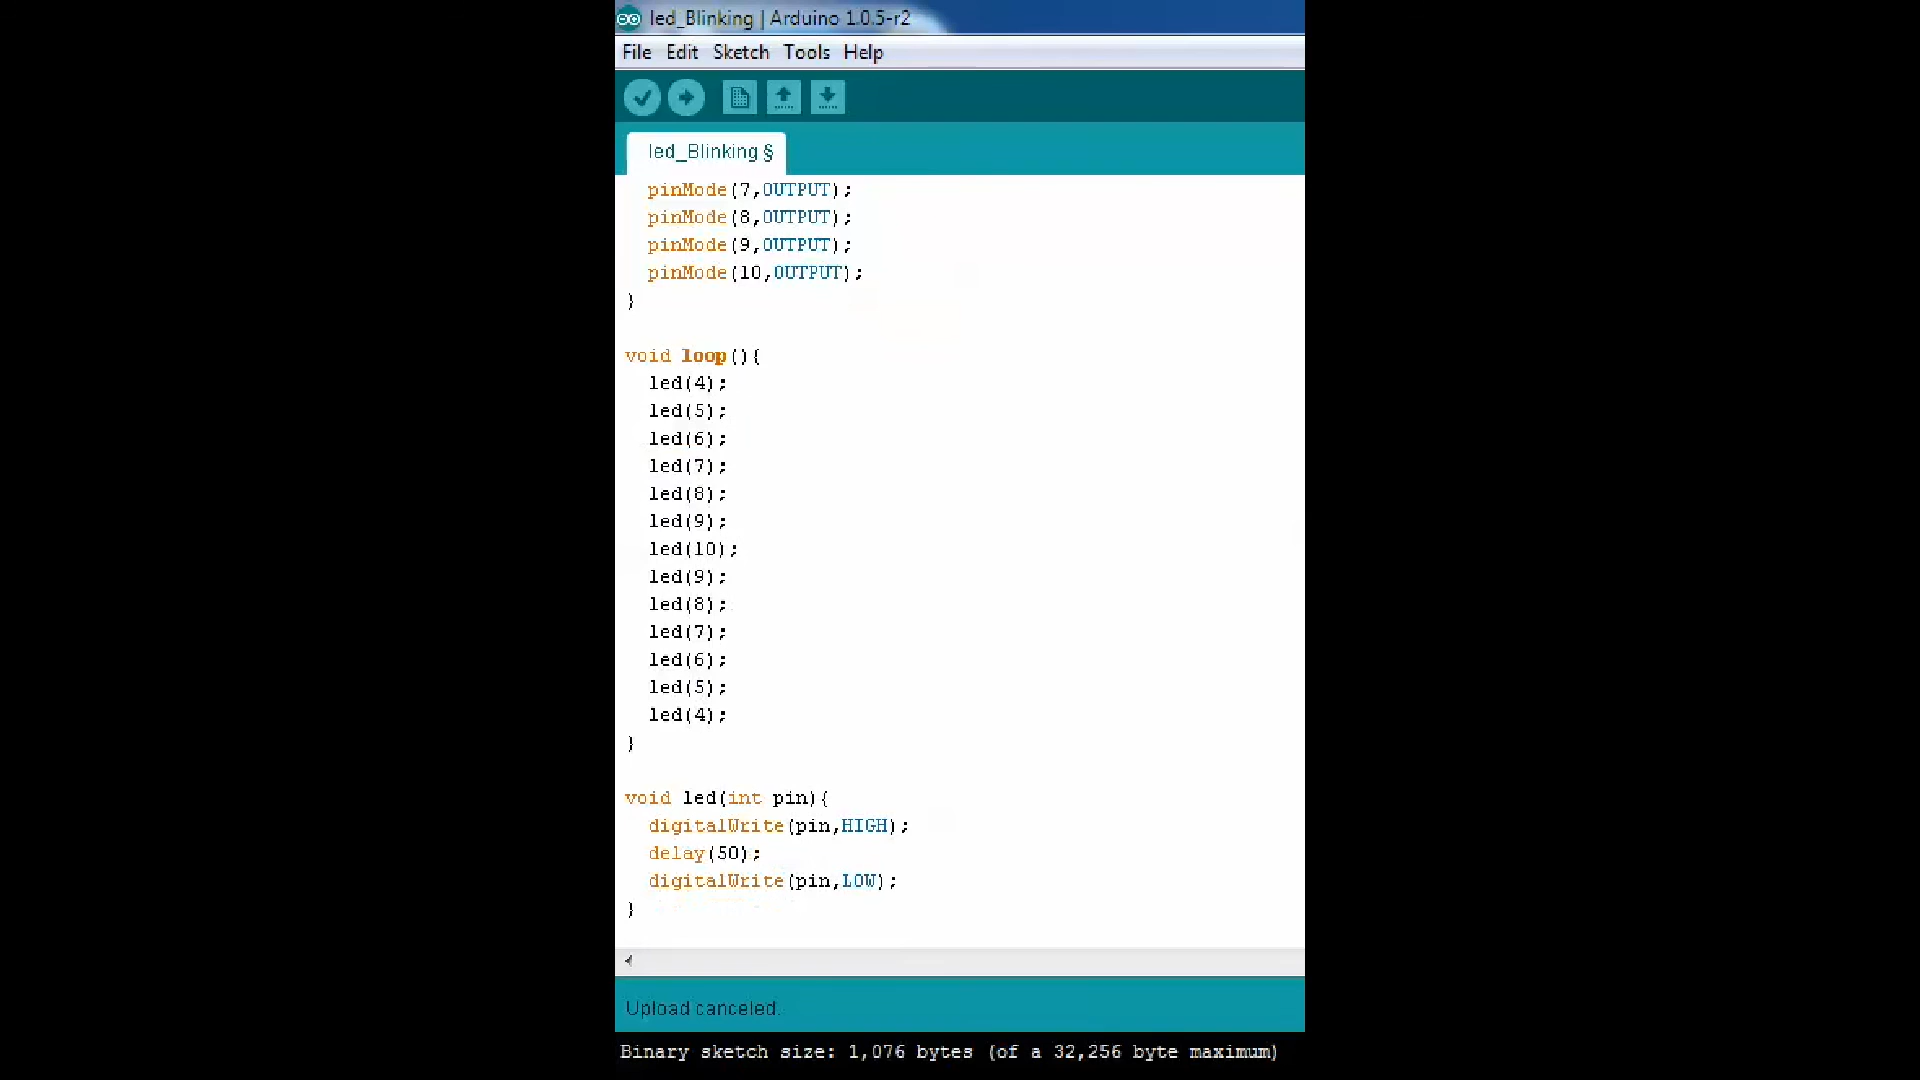 led_Blinking | Arduino 1.0.5-r2
File Edit Sketch Tools Help
led_Blinking §
pinMode(7,OUTPUT);
pinMode(8,OUTPUT);
pinMode(9,OUTPUT);
pinMode(10,OUTPUT);
}
void loop(){
led(4);
led(5);
led(6);
led(7);
led(8);
led(9);
led(10);
led(9);
led(8);
led(7);
led(6);
led(5);
led(4);
}
void led(int pin){
digitalWrite(pin,HIGH);
delay(50);
digitalWrite(pin,LOW);
}
Upload canceled.
Binary sketch size: 1,076 bytes (of a 32,256 byte maximum)